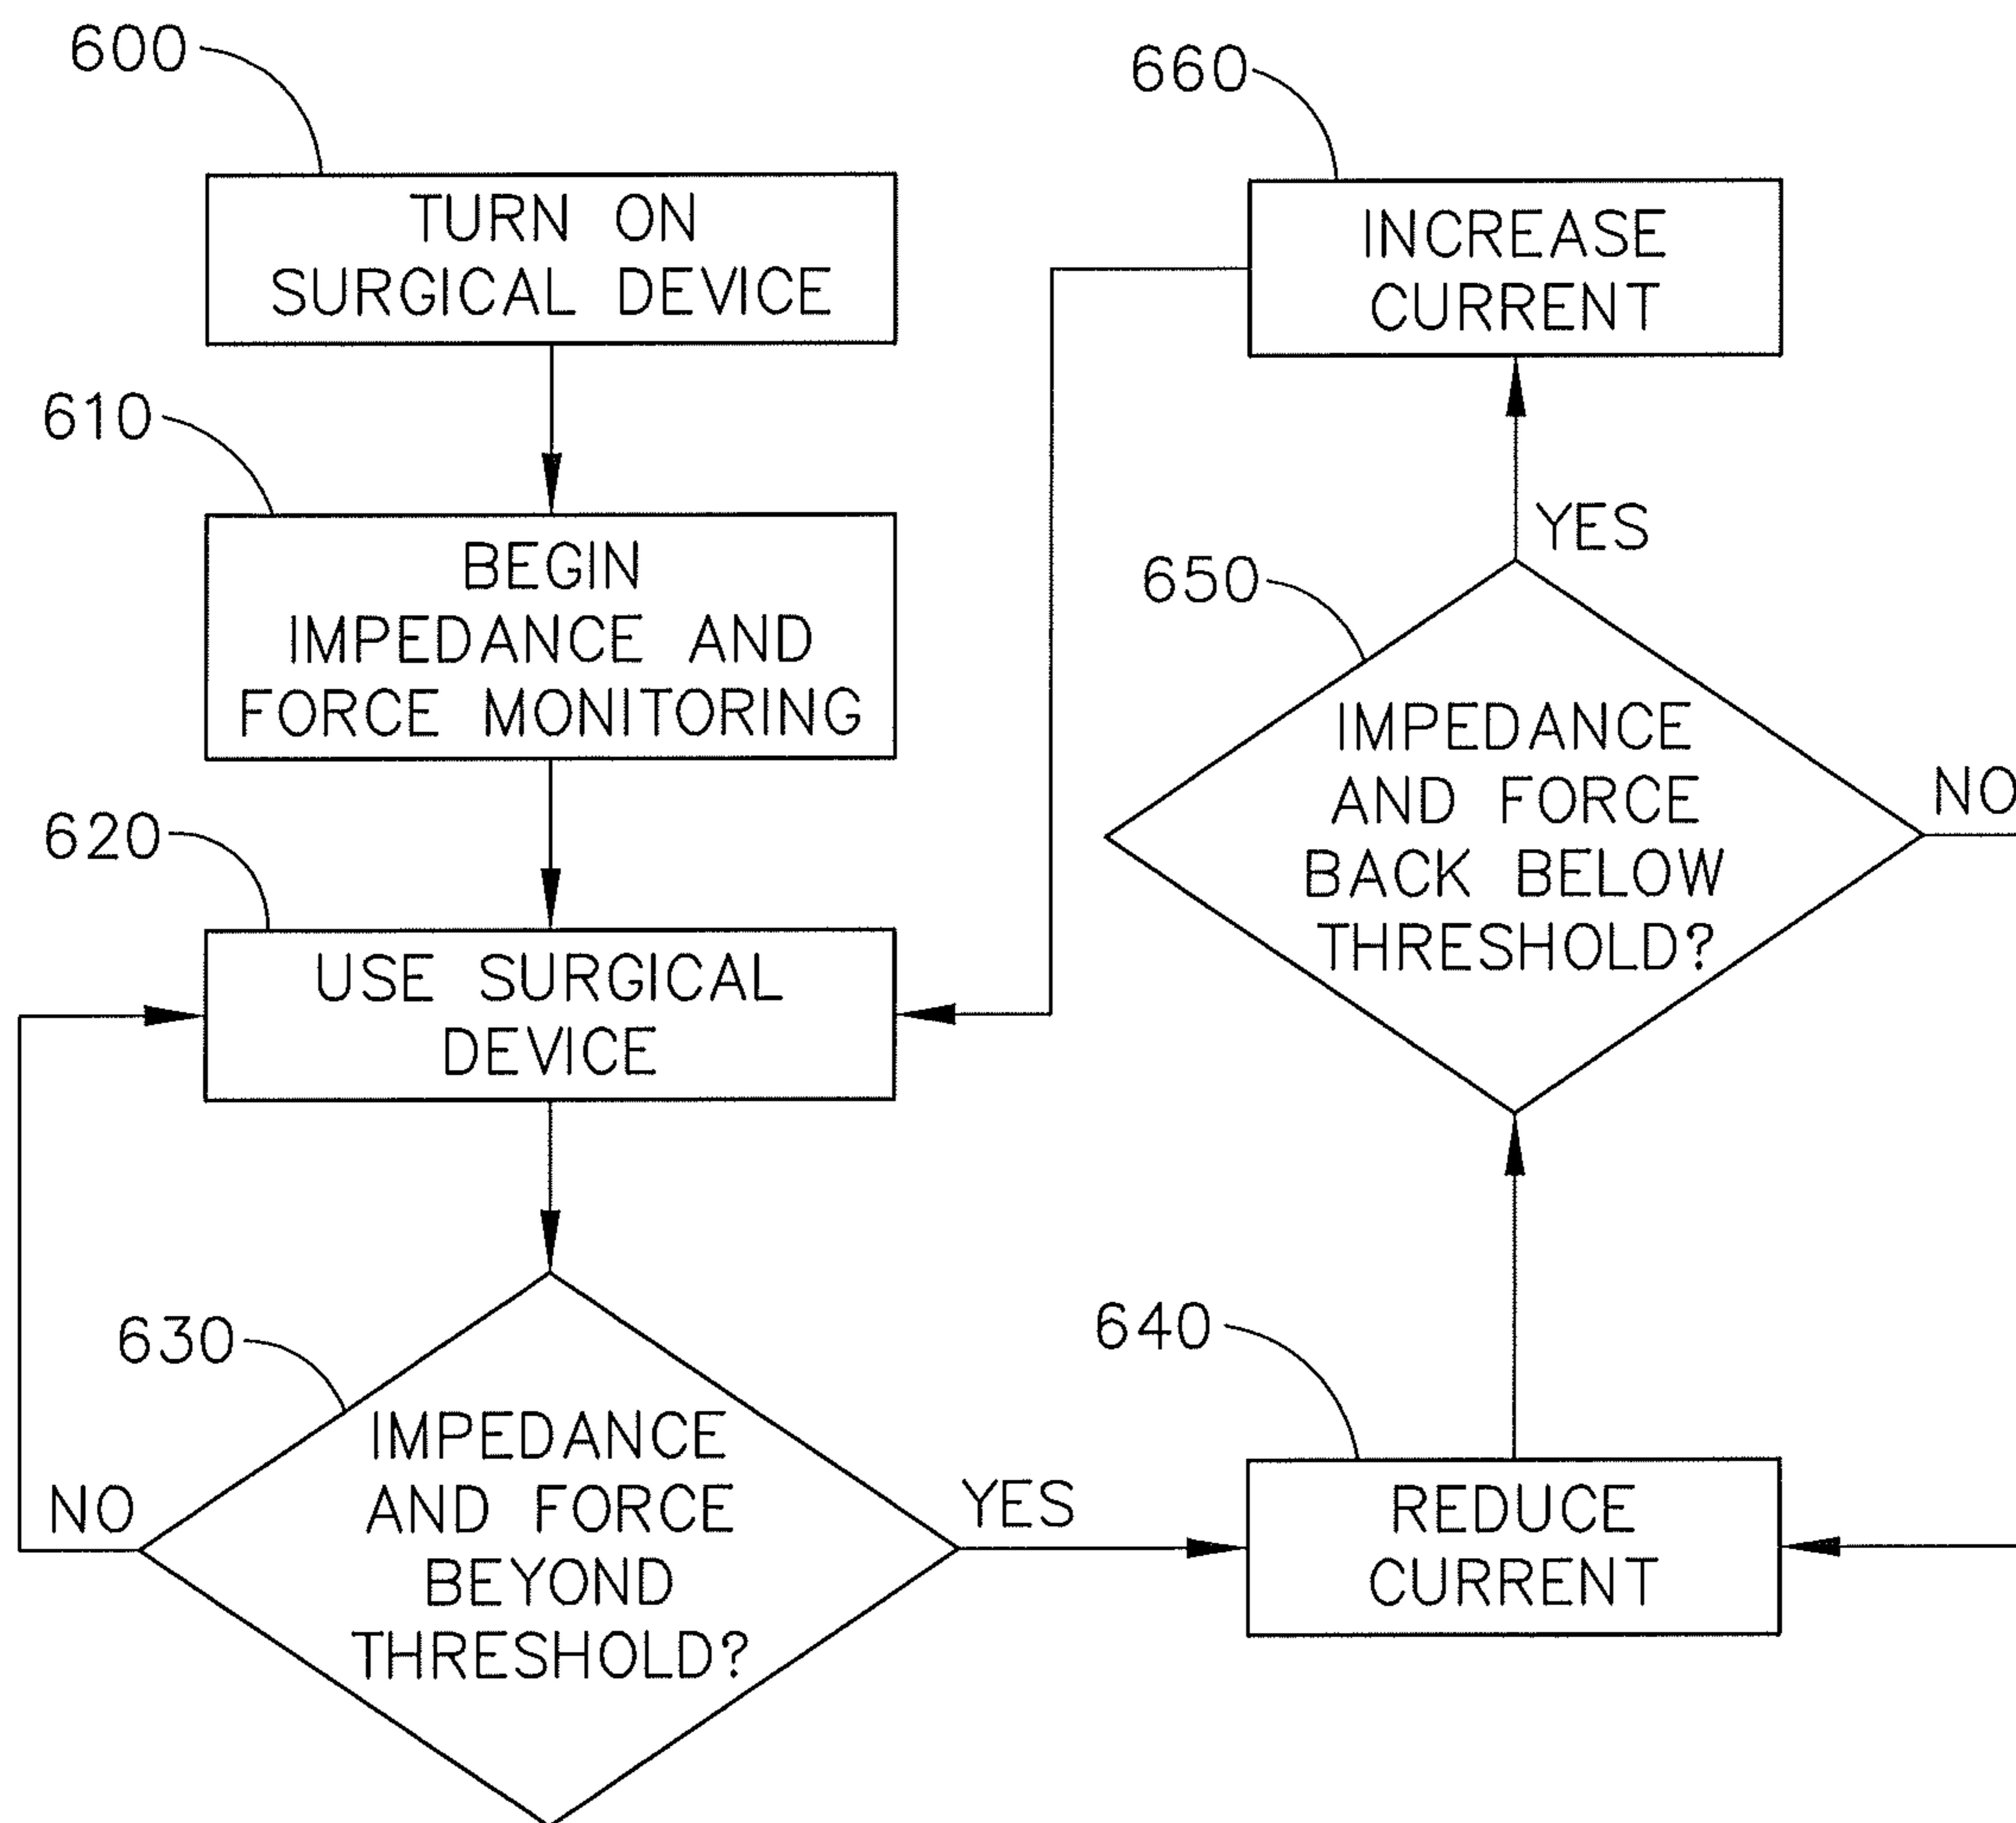 600
TURN ON
SURGICAL DEVICE
610
BEGIN
IMPEDANCE AND
FORCE MONITORING
620
USE SURGICAL
DEVICE
630
IMPEDANCE
AND FORCE
BEYOND
THRESHOLD?
NO
YES
640
REDUCE
CURRENT
650
IMPEDANCE
AND FORCE
BACK BELOW
THRESHOLD?
YES
NO
660
INCREASE
CURRENT